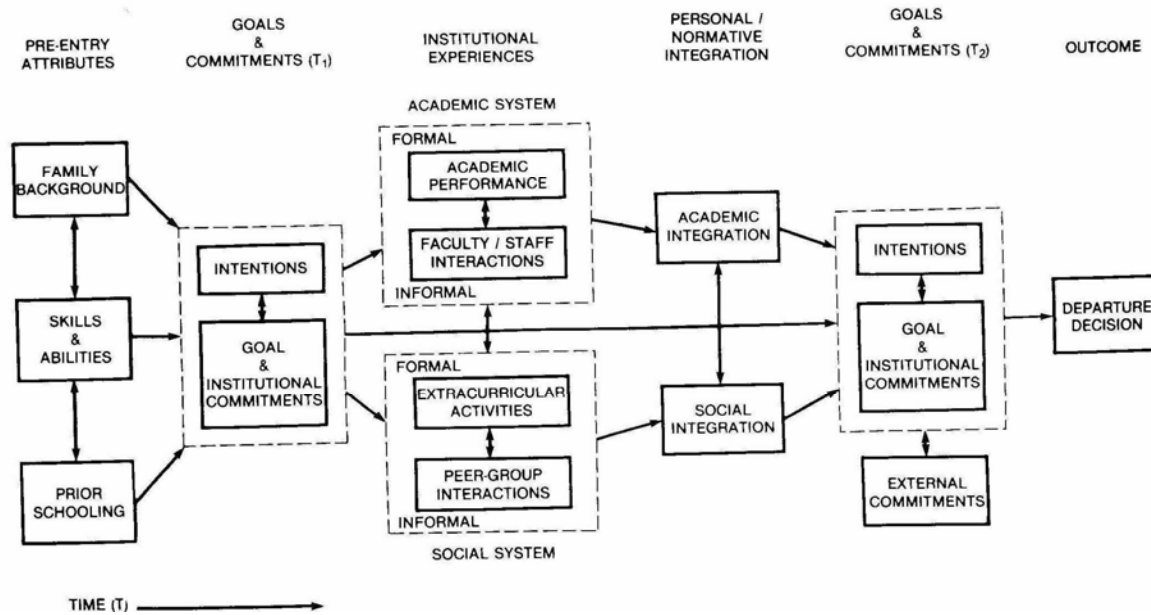 PRE-ENTRY
ATTRIBUTES
GOALS
&
COMMITMENTS (T1)
INSTITUTIONAL
EXPERIENCES
PERSONAL /
NORMATIVE
INTEGRATION
GOALS
&
COMMITMENTS (T2)
OUTCOME
FAMILY
BACKGROUND
SKILLS
&
ABILITIES
PRIOR
SCHOOLING
INTENTIONS
GOAL
&
INSTITUTIONAL
COMMITMENTS
ACADEMIC SYSTEM
FORMAL
ACADEMIC
PERFORMANCE
FACULTY / STAFF
INTERACTIONS
INFORMAL
FORMAL
EXTRACURRICULAR
ACTIVITIES
PEER-GROUP
INTERACTIONS
INFORMAL
SOCIAL SYSTEM
ACADEMIC
INTEGRATION
SOCIAL
INTEGRATION
INTENTIONS
GOAL
&
INSTITUTIONAL
COMMITMENTS
EXTERNAL
COMMITMENTS
DEPARTURE
DECISION
TIME (T)